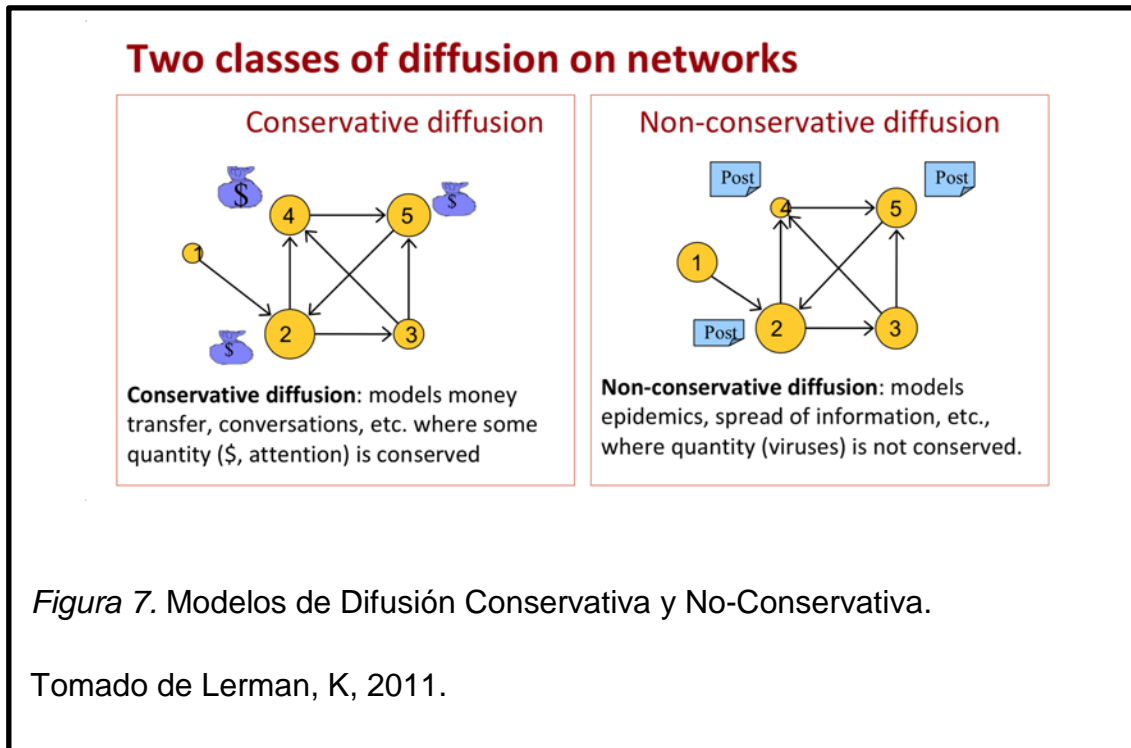 Two classes of diffusion on networks
Conservative diffusion
$
$
4
5
1
$
2
3
Conservative diffusion: models money
transfer, conversations, etc. where some
quantity ($, attention) is conserved
Non-conservative diffusion
Post
Post
4
5
1
Post
2
3
Non-conservative diffusion: models
epidemics, spread of information, etc.,
where quantity (viruses) is not conserved.
Figura 7. Modelos de Difusión Conservativa y No-Conservativa.
Tomado de Lerman, K, 2011.